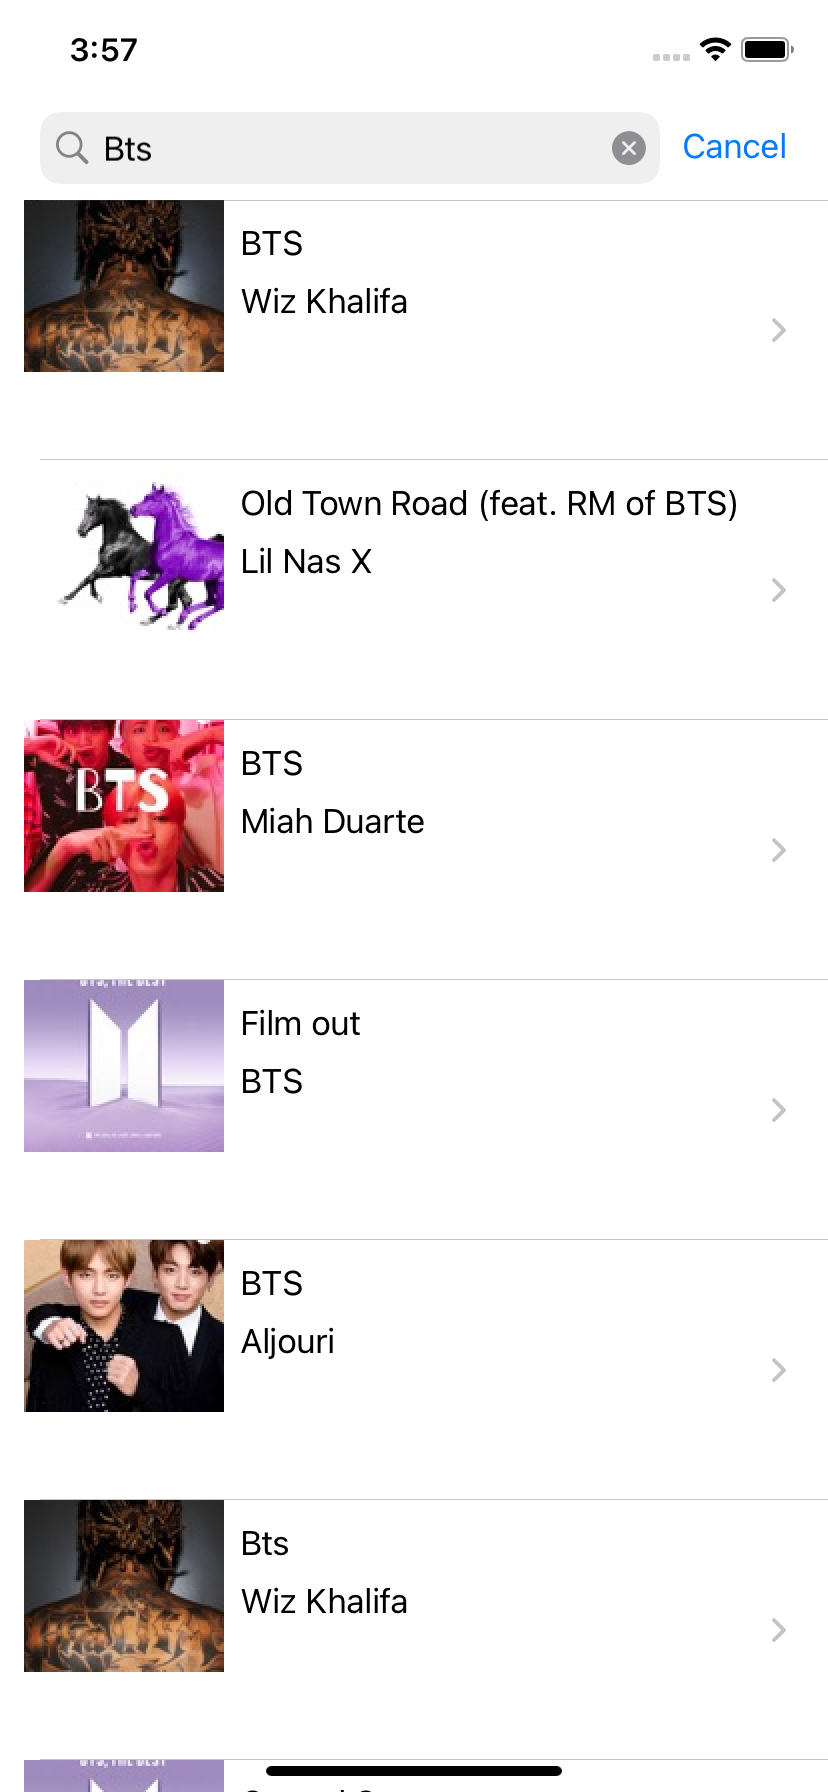 3:57
Bts
Cancel
BTS
Wiz Khalifa
Old Town Road (feat. RM of BTS)
Lil Nas X
BTS
BTS
Miah Duarte
BTS, THE BEST
Film out
BTS
BTS
Aljouri
Bts
Wiz Khalifa
BTS, THE BEST